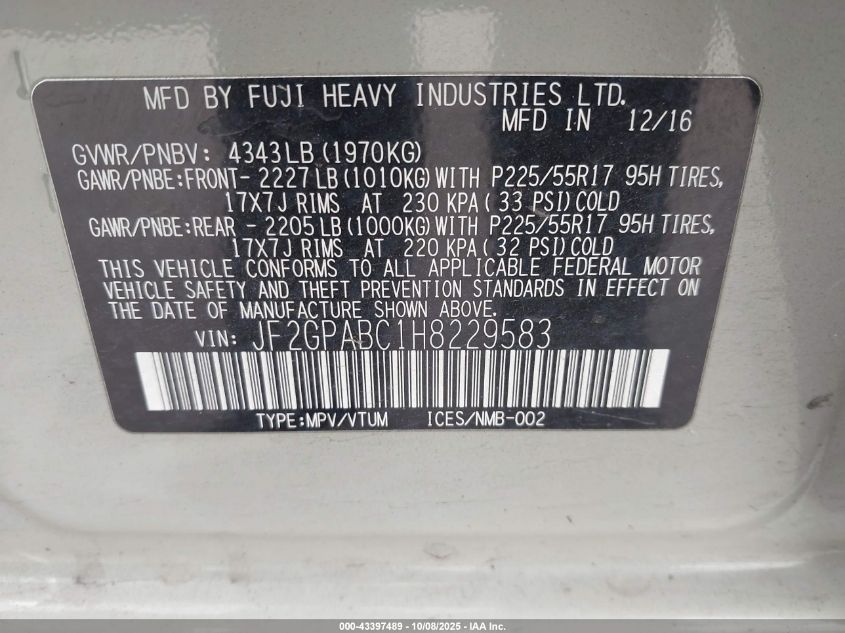 MFD BY FUJI HEAVY INDUSTRIES LTD.
MFD IN 12/16
GVWR/PNBV: 4343LB(1970KG)
GAWR/PNBE:FRONT- 2227LB(1010KG)WITH P225/55R17 95H TIRES,
17X7J RIMS AT 230 KPA( 33 PSI)COLD
GAWR/PNBE:REAR - 2205LB(1000KG)WITH P225/55R17 95H TIRES,
17X7J RIMS AT 220 KPA( 32 PSI)COLD
THIS VEHICLE CONFORMS TO ALL APPLICABLE FEDERAL MOTOR
VEHICLE SAFETY AND THEFT PREVENTION STANDARDS IN EFFECT ON
THE DATE OF MANUFACTURE SHOWN ABOVE.
VIN: JF2GPABC1H8229583
TYPE:MPV/VTUM ICES/NMB-002
000-43397489 - 10/08/2025 - IAA Inc.